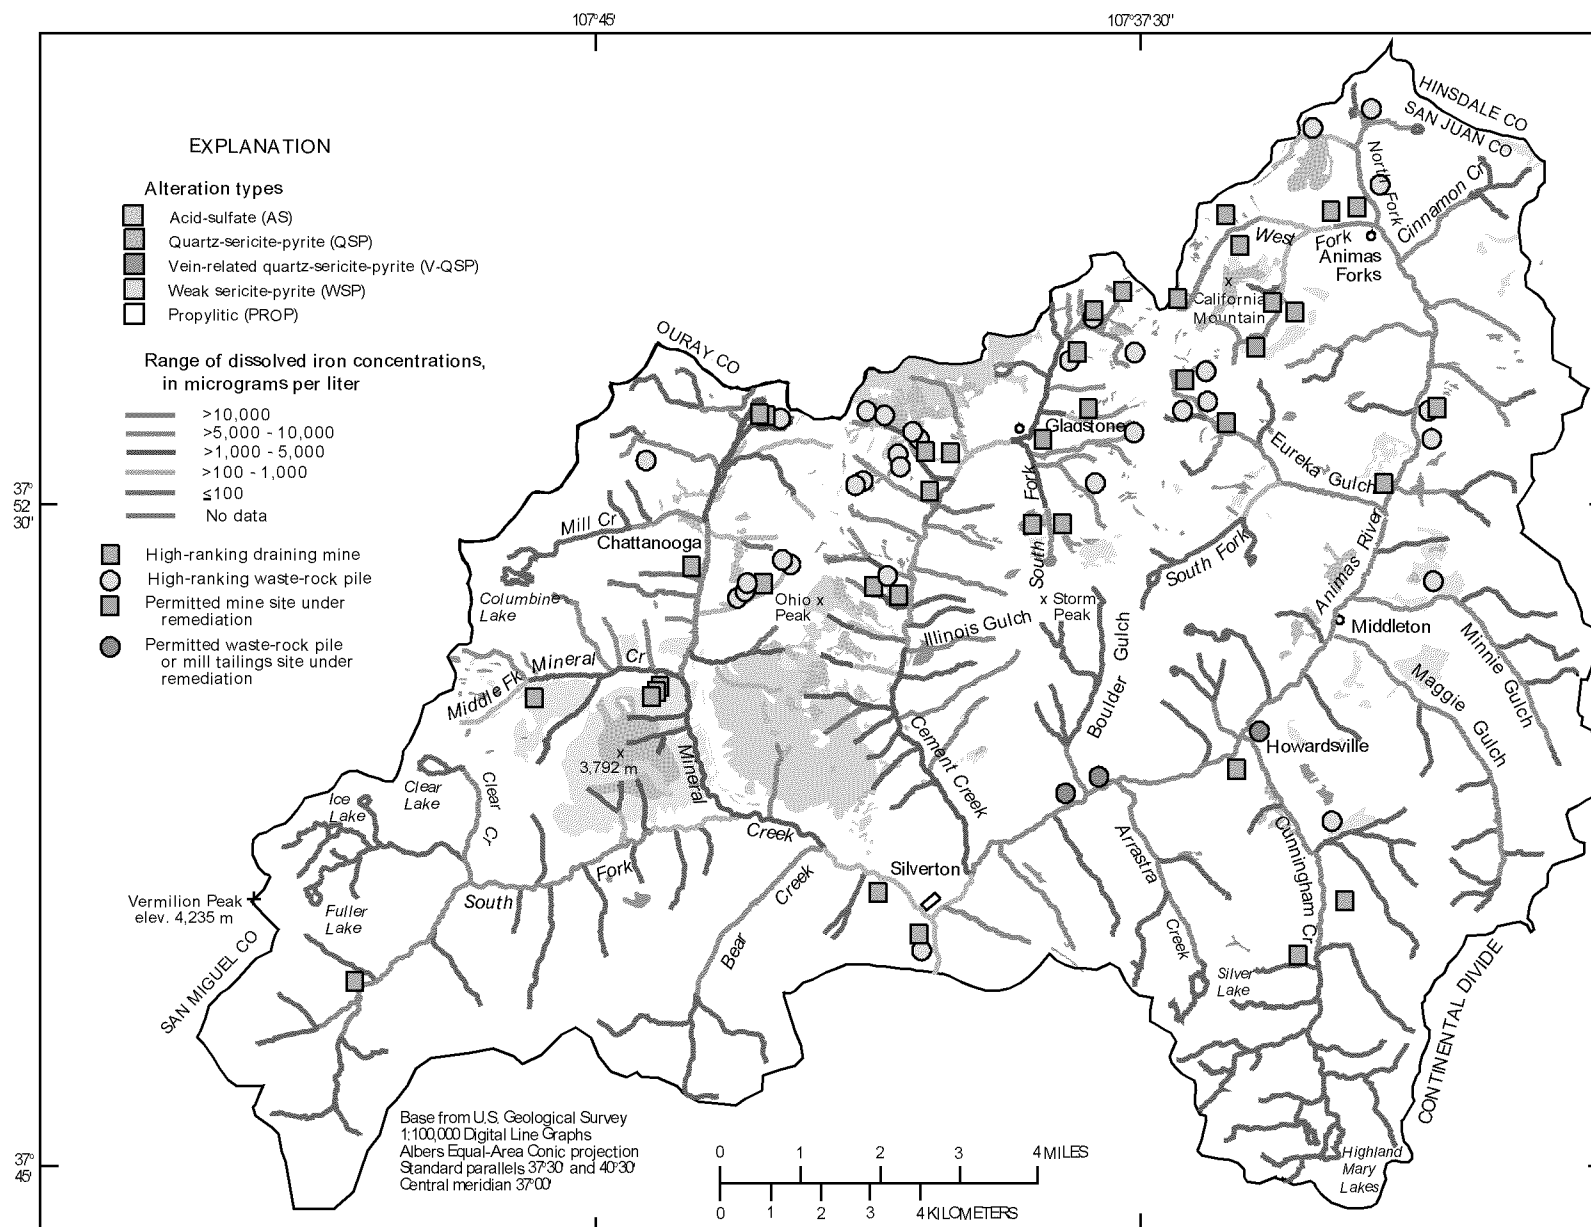 107°45'
107°37'30"
HINSDALE CO
SAN JUAN CO
EXPLANATION
Alteration types
Acid-sulfate (AS)
Quartz-sericite-pyrite (QSP)
Vein-related quartz-sericite-pyrite (V-QSP)
Weak sericite-pyrite (WSP)
Propylitic (PROP)
Range of dissolved iron concentrations,
in micrograms per liter
>10,000
>5,000 - 10,000
>1,000 - 5,000
>100 - 1,000
≤100
No data
High-ranking draining mine
High-ranking waste-rock pile
Permitted mine site under
remediation
Permitted waste-rock pile
or mill tailings site under
remediation
North Fork
Cinnamon Cr
West Fork
Animas
Forks
x
California
Mountain
OURAY CO
Gladstone
Eureka Gulch
37°
52'
30"
Mill Cr
Chattanooga
South Fork
South Fork
Animas River
Columbine
Lake
Ohio x
Peak
x Storm
Peak
Illinois Gulch
Boulder Gulch
Middleton
Minnie Gulch
Maggie Gulch
Middle Fk Mineral Cr
x
3,792 m
Mineral Creek
Cement Creek
Howardsville
Clear
Lake
Clear Cr
Ice
Lake
Silverton
Arrastra Creek
Cunningham Cr
Vermilion Peak
elev. 4,235 m
Fuller
Lake
South Fork
Bear Creek
Silver
Lake
SAN MIGUEL CO
CONTINENTAL DIVIDE
Base from U.S. Geological Survey
1:100,000 Digital Line Graphs
Albers Equal-Area Conic projection
Standard parallels 37°30' and 40°30'
Central meridian 37°00'
0 1 2 3 4 MILES
0 1 2 3 4 KILOMETERS
37°
45'
Highland
Mary
Lakes